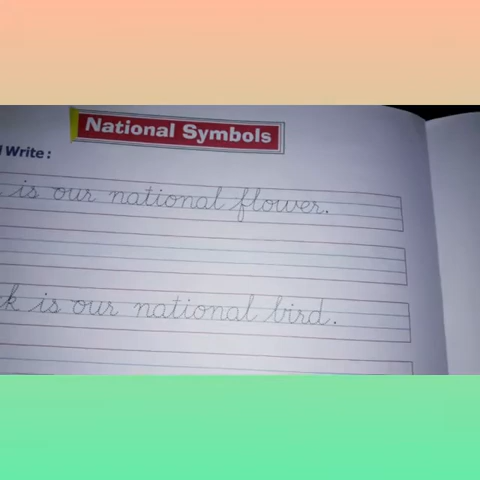 National Symbols
Write :
is our national flower.
k is our national bird.